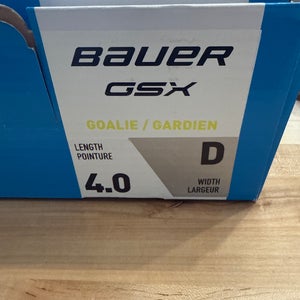 BAUER
GSX
GOALIE / GARDIEN
LENGTH
POINTURE
4.0
D
WIDTH
LARGEUR